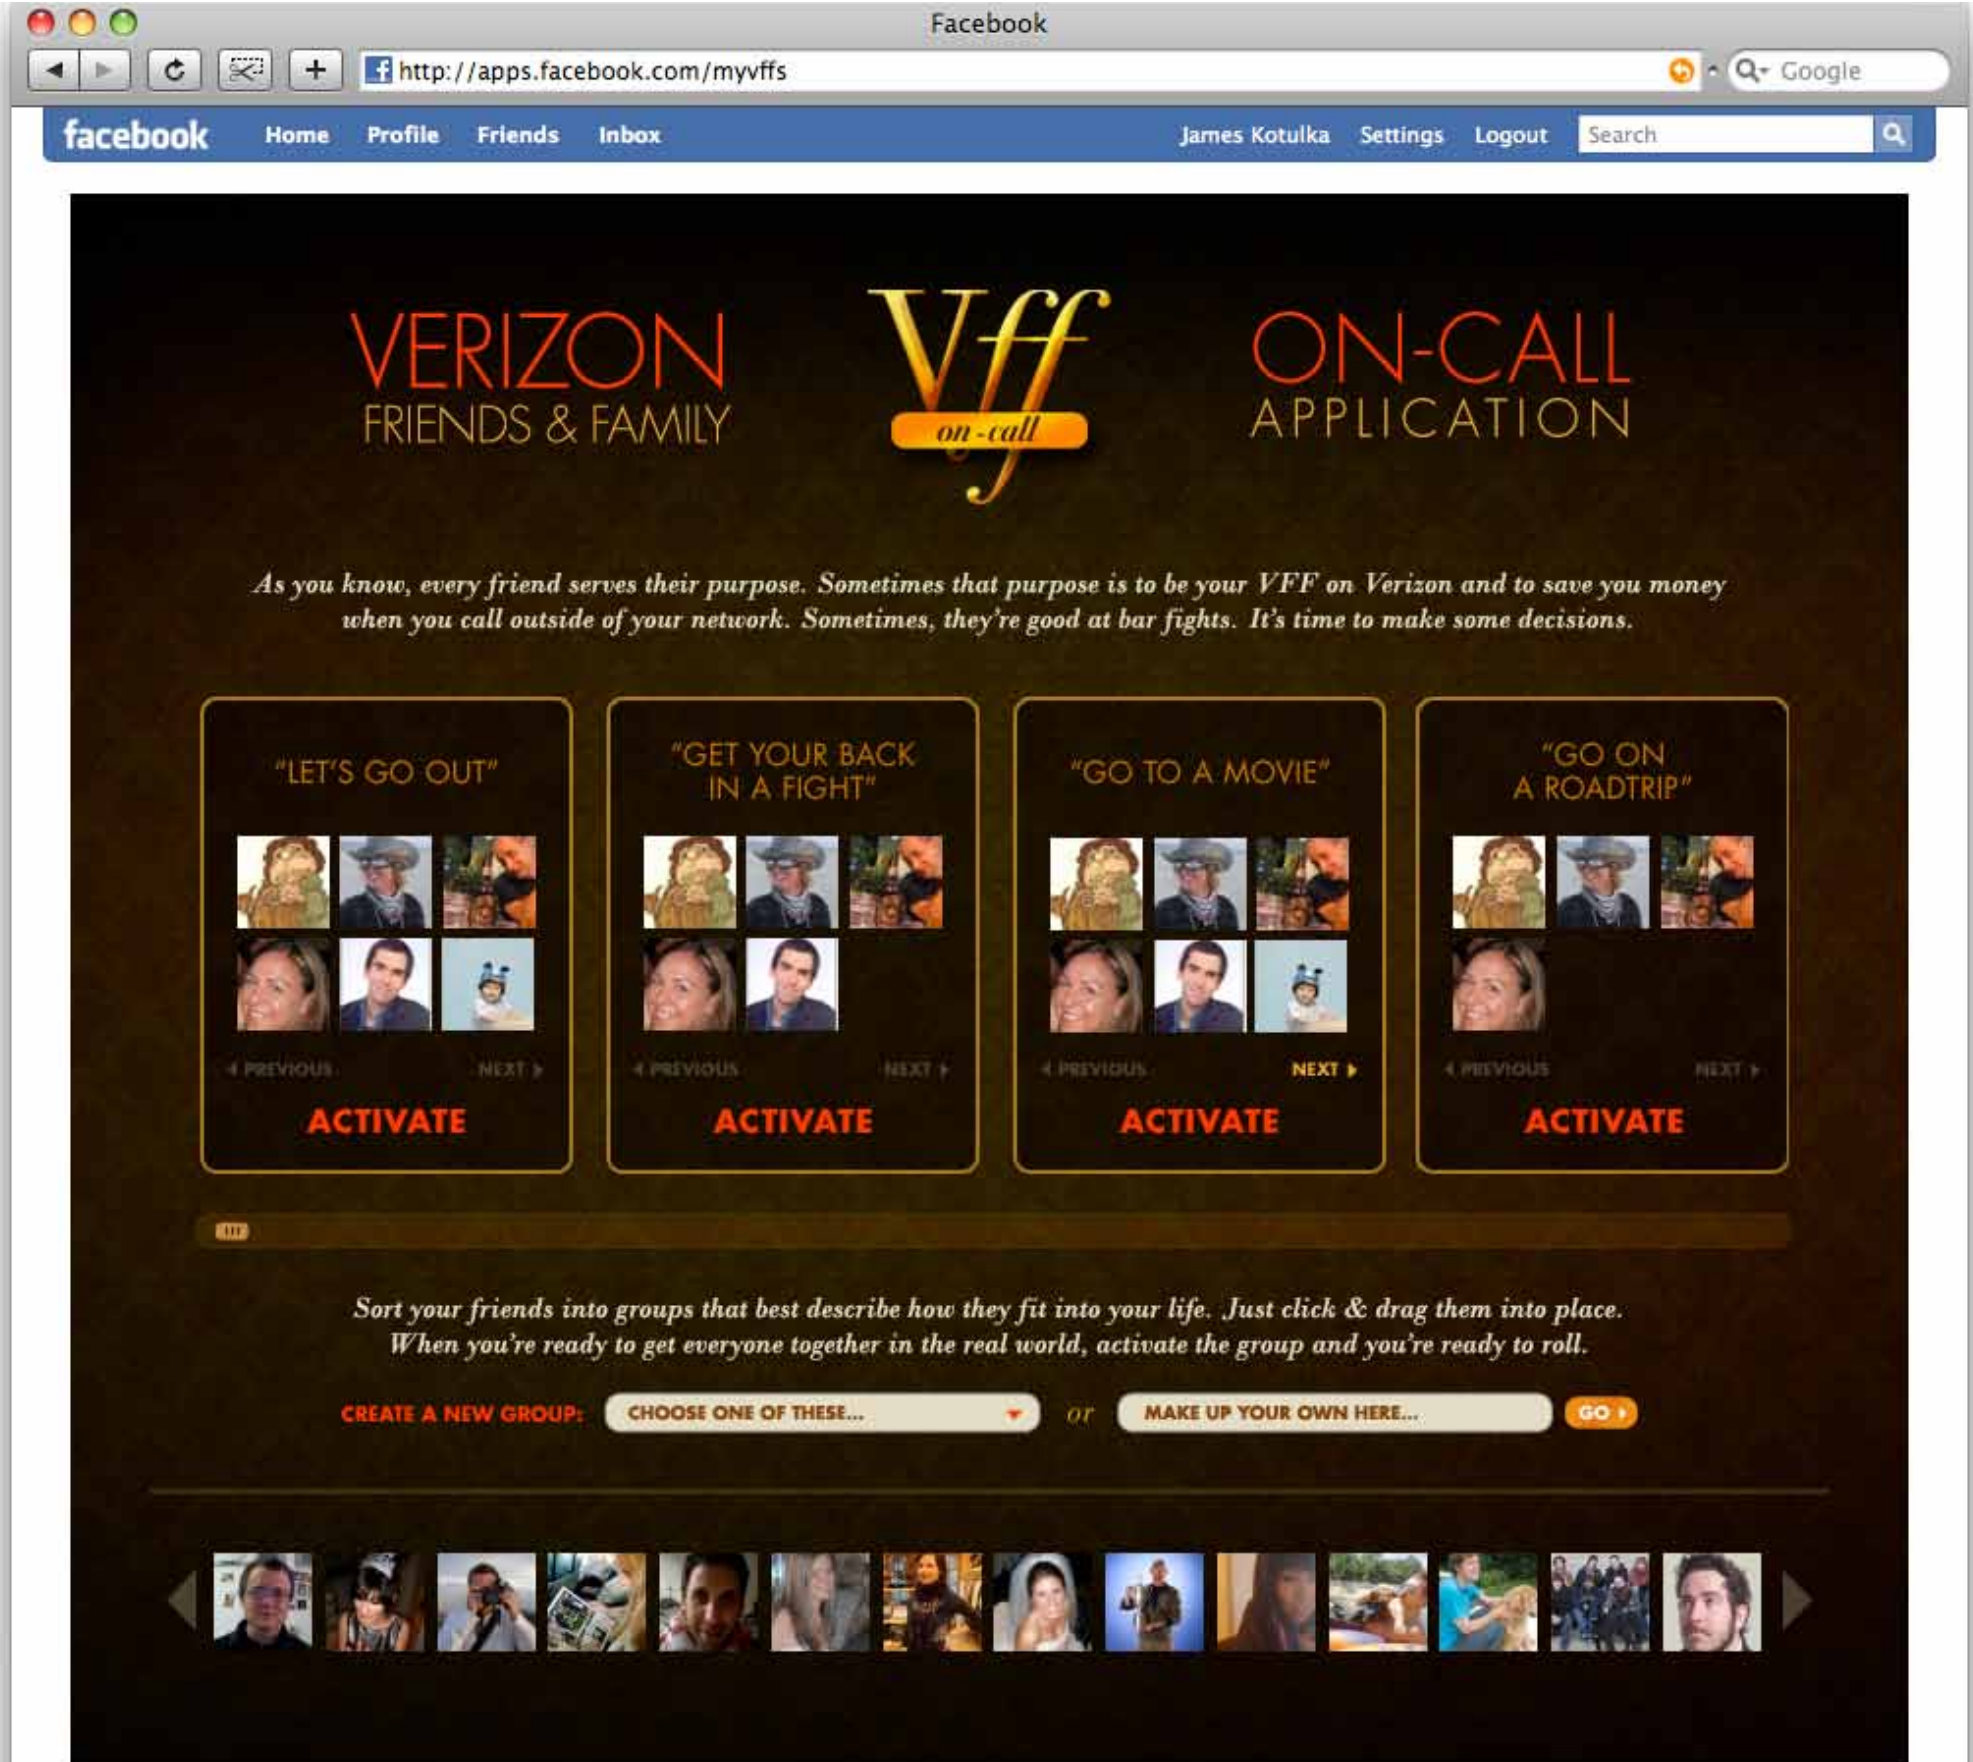 Facebook
http://apps.facebook.com/myvffs
Google
facebook Home Profile Friends Inbox James Kotulka Settings Logout Search
VERIZON
FRIENDS & FAMILY
Vff
on-call
ON-CALL
APPLICATION
As you know, every friend serves their purpose. Sometimes that purpose is to be your VFF on Verizon and to save you money
when you call outside of your network. Sometimes, they're good at bar fights. It's time to make some decisions.
"LET'S GO OUT"
PREVIOUS NEXT
ACTIVATE
"GET YOUR BACK
IN A FIGHT"
PREVIOUS NEXT
ACTIVATE
"GO TO A MOVIE"
PREVIOUS NEXT
ACTIVATE
"GO ON
A ROADTRIP"
PREVIOUS NEXT
ACTIVATE
Sort your friends into groups that best describe how they fit into your life. Just click & drag them into place.
When you're ready to get everyone together in the real world, activate the group and you're ready to roll.
CREATE A NEW GROUP: CHOOSE ONE OF THESE... or MAKE UP YOUR OWN HERE... GO